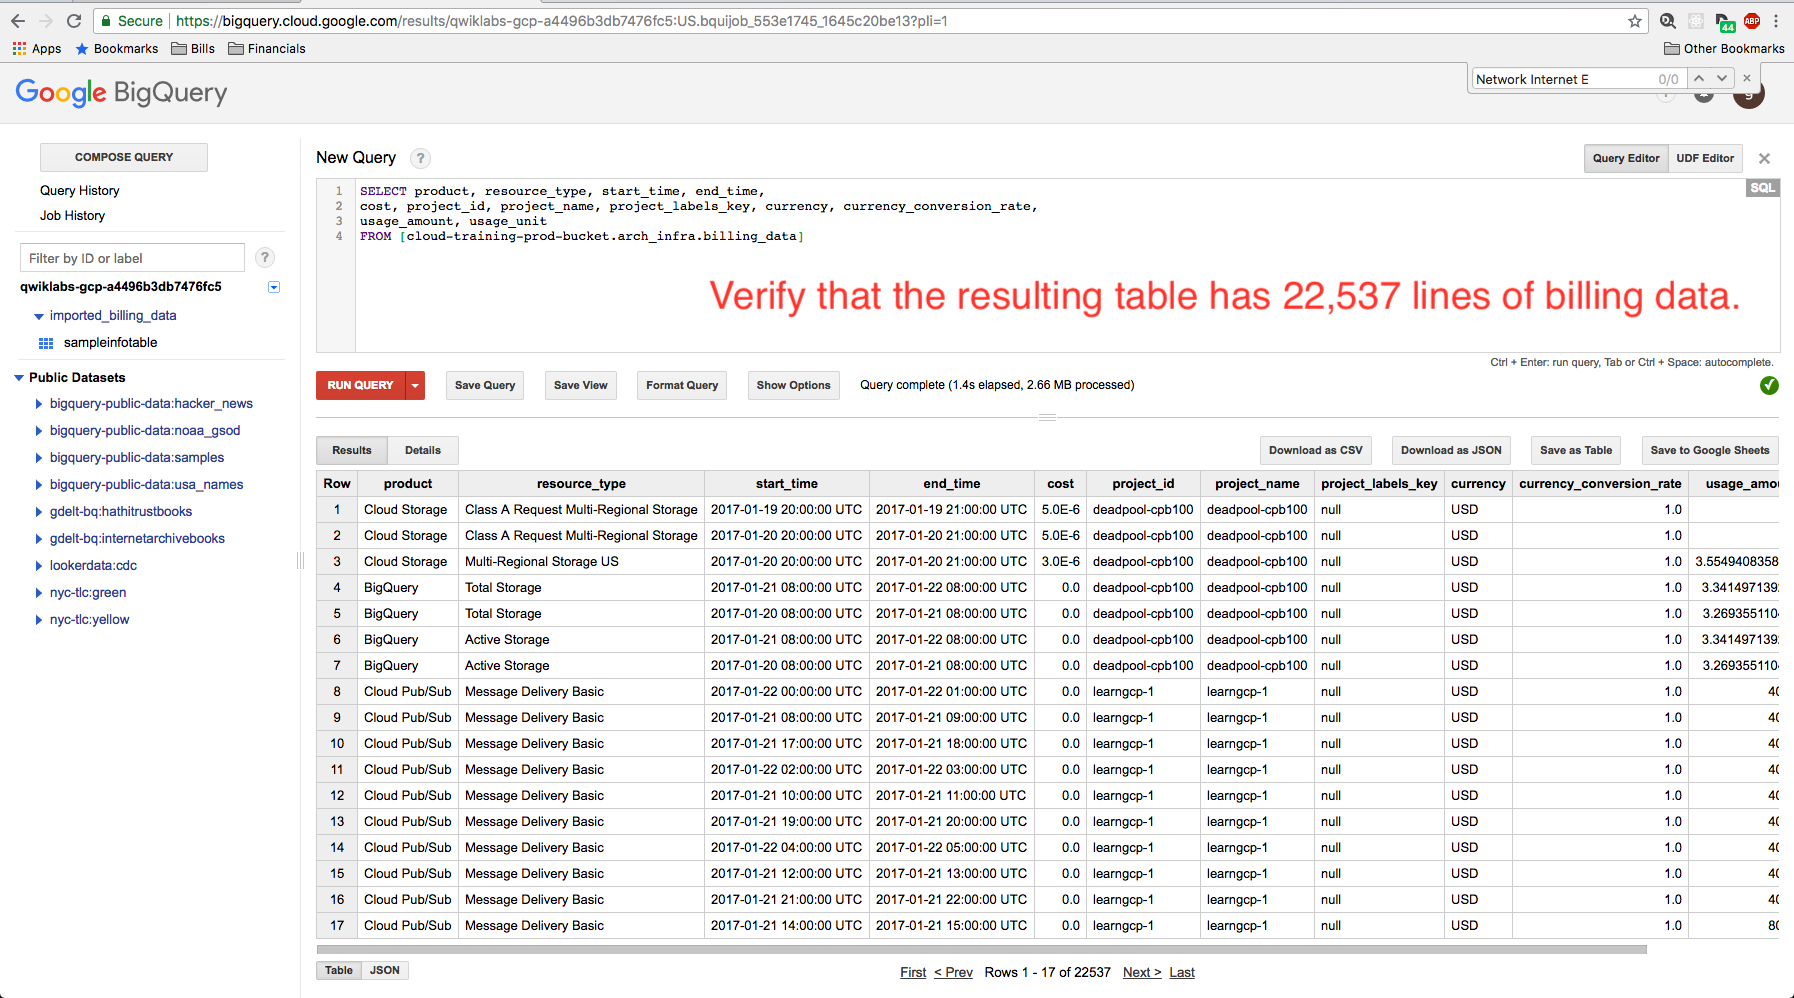 Secure https://bigquery.cloud.google.com/results/qwiklabs-gcp-a4496b3db7476fc5:US.bquijob_553e1745_1645c20be13?pli=1
44 ABP
Apps Bookmarks Bills Financials Other Bookmarks
Network Internet E 0/0
Google BigQuery
COMPOSE QUERY
Query History
Job History
Filter by ID or label ?
qwiklabs-gcp-a4496b3db7476fc5
imported_billing_data
sampleinfotable
Public Datasets
bigquery-public-data:hacker_news
bigquery-public-data:noaa_gsod
bigquery-public-data:samples
bigquery-public-data:usa_names
gdelt-bq:hathitrustbooks
gdelt-bq:internetarchivebooks
lookerdata:cdc
nyc-tlc:green
nyc-tlc:yellow
New Query ? Query Editor UDF Editor
SQL
1 SELECT product, resource_type, start_time, end_time,
2 cost, project_id, project_name, project_labels_key, currency, currency_conversion_rate,
3 usage_amount, usage_unit
4 FROM [cloud-training-prod-bucket.arch_infra.billing_data]
Verify that the resulting table has 22,537 lines of billing data.
Ctrl + Enter: run query, Tab or Ctrl + Space: autocomplete.
RUN QUERY Save Query Save View Format Query Show Options Query complete (1.4s elapsed, 2.66 MB processed)
Results Details Download as CSV Download as JSON Save as Table Save to Google Sheets
Row product resource_type start_time end_time cost project_id project_name project_labels_key currency currency_conversion_rate usage_amou
1 Cloud Storage Class A Request Multi-Regional Storage 2017-01-19 20:00:00 UTC 2017-01-19 21:00:00 UTC 5.0E-6 deadpool-cpb100 deadpool-cpb100 null USD 1.0
2 Cloud Storage Class A Request Multi-Regional Storage 2017-01-20 20:00:00 UTC 2017-01-20 21:00:00 UTC 5.0E-6 deadpool-cpb100 deadpool-cpb100 null USD 1.0
3 Cloud Storage Multi-Regional Storage US 2017-01-20 20:00:00 UTC 2017-01-20 21:00:00 UTC 3.0E-6 deadpool-cpb100 deadpool-cpb100 null USD 1.0 3.5549408358
4 BigQuery Total Storage 2017-01-21 08:00:00 UTC 2017-01-22 08:00:00 UTC 0.0 deadpool-cpb100 deadpool-cpb100 null USD 1.0 3.341497139
5 BigQuery Total Storage 2017-01-20 08:00:00 UTC 2017-01-21 08:00:00 UTC 0.0 deadpool-cpb100 deadpool-cpb100 null USD 1.0 3.269355110
6 BigQuery Active Storage 2017-01-21 08:00:00 UTC 2017-01-22 08:00:00 UTC 0.0 deadpool-cpb100 deadpool-cpb100 null USD 1.0 3.341497139
7 BigQuery Active Storage 2017-01-20 08:00:00 UTC 2017-01-21 08:00:00 UTC 0.0 deadpool-cpb100 deadpool-cpb100 null USD 1.0 3.269355110
8 Cloud Pub/Sub Message Delivery Basic 2017-01-22 00:00:00 UTC 2017-01-22 01:00:00 UTC 0.0 learngcp-1 learngcp-1 null USD 1.0 40
9 Cloud Pub/Sub Message Delivery Basic 2017-01-21 08:00:00 UTC 2017-01-21 09:00:00 UTC 0.0 learngcp-1 learngcp-1 null USD 1.0 40
10 Cloud Pub/Sub Message Delivery Basic 2017-01-21 17:00:00 UTC 2017-01-21 18:00:00 UTC 0.0 learngcp-1 learngcp-1 null USD 1.0 40
11 Cloud Pub/Sub Message Delivery Basic 2017-01-22 02:00:00 UTC 2017-01-22 03:00:00 UTC 0.0 learngcp-1 learngcp-1 null USD 1.0 40
12 Cloud Pub/Sub Message Delivery Basic 2017-01-21 10:00:00 UTC 2017-01-21 11:00:00 UTC 0.0 learngcp-1 learngcp-1 null USD 1.0 40
13 Cloud Pub/Sub Message Delivery Basic 2017-01-21 19:00:00 UTC 2017-01-21 20:00:00 UTC 0.0 learngcp-1 learngcp-1 null USD 1.0 40
14 Cloud Pub/Sub Message Delivery Basic 2017-01-22 04:00:00 UTC 2017-01-22 05:00:00 UTC 0.0 learngcp-1 learngcp-1 null USD 1.0 40
15 Cloud Pub/Sub Message Delivery Basic 2017-01-21 12:00:00 UTC 2017-01-21 13:00:00 UTC 0.0 learngcp-1 learngcp-1 null USD 1.0 40
16 Cloud Pub/Sub Message Delivery Basic 2017-01-21 21:00:00 UTC 2017-01-21 22:00:00 UTC 0.0 learngcp-1 learngcp-1 null USD 1.0 40
17 Cloud Pub/Sub Message Delivery Basic 2017-01-21 14:00:00 UTC 2017-01-21 15:00:00 UTC 0.0 learngcp-1 learngcp-1 null USD 1.0 80
Table JSON First < Prev Rows 1 - 17 of 22537 Next > Last